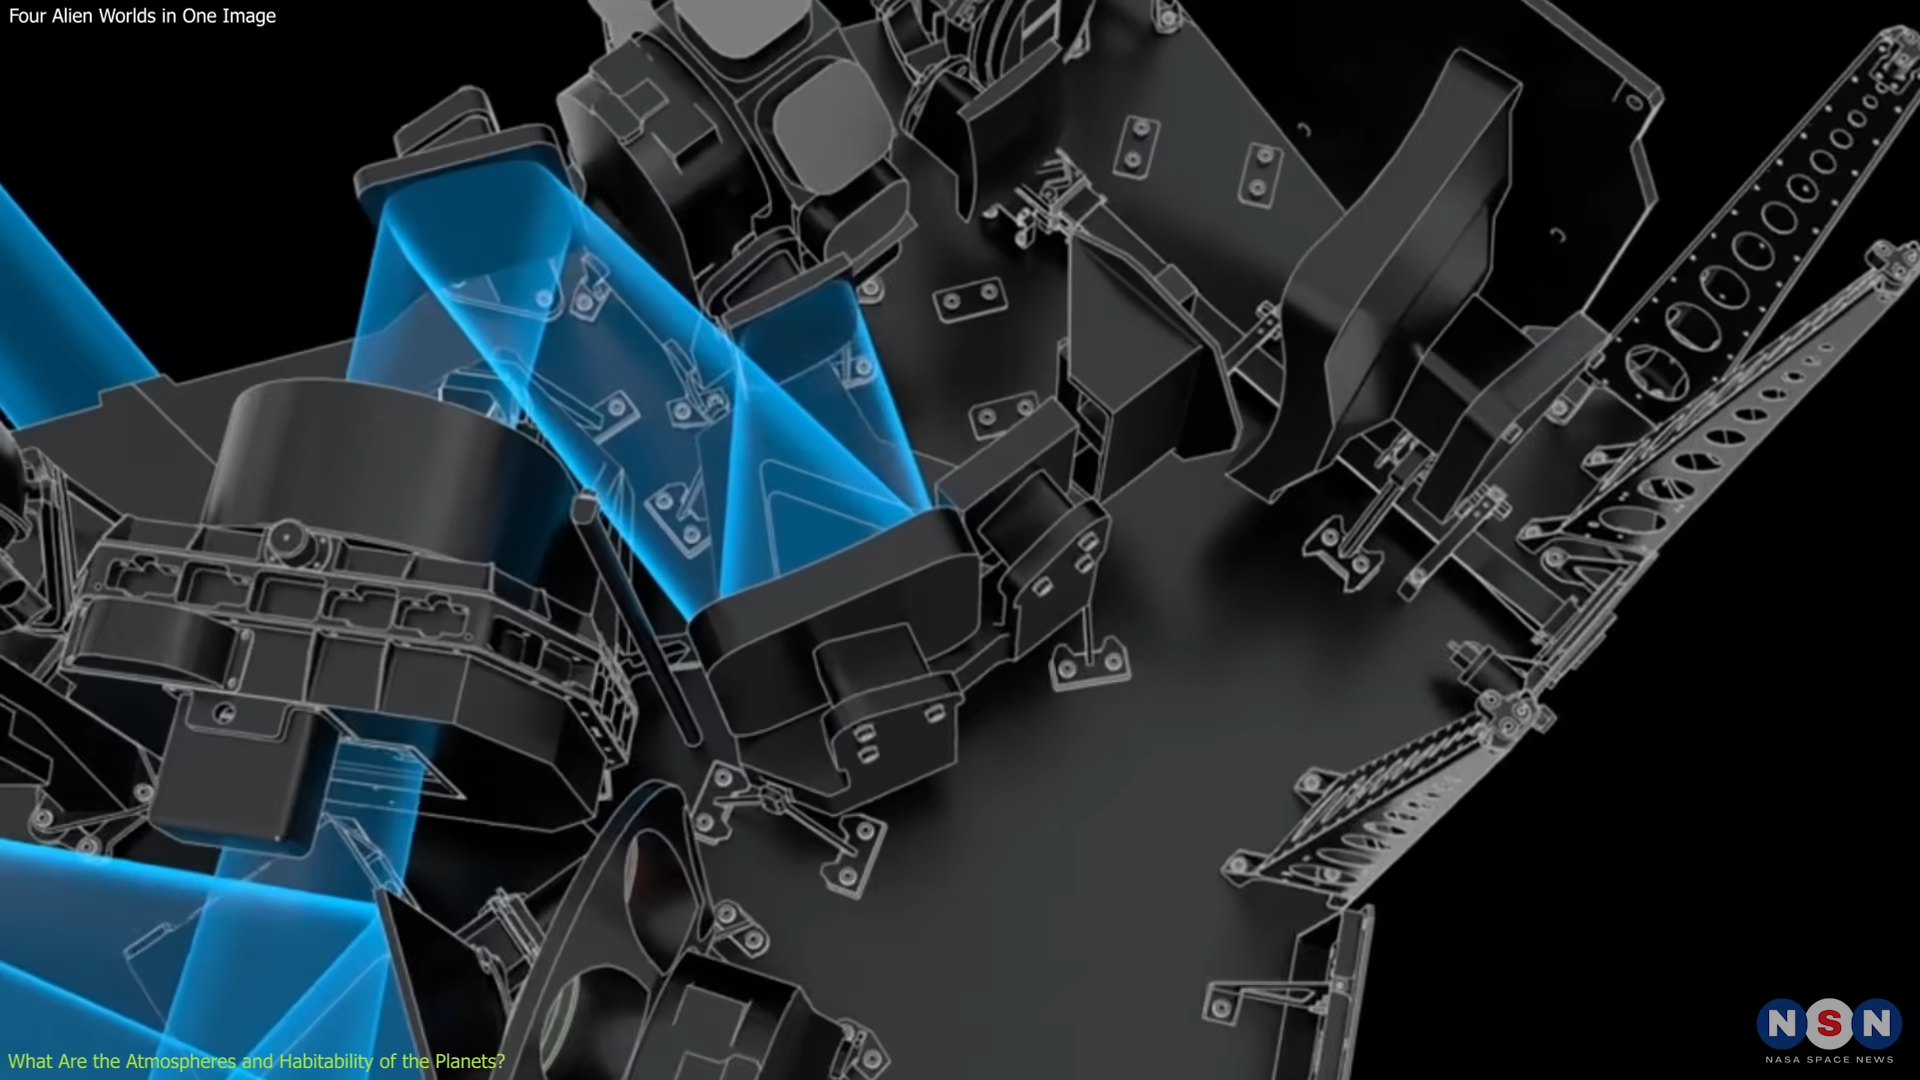 Four Alien Worlds in One Image
What Are the Atmospheres and Habitability of the Planets?
NSN
NASA SPACE NEWS